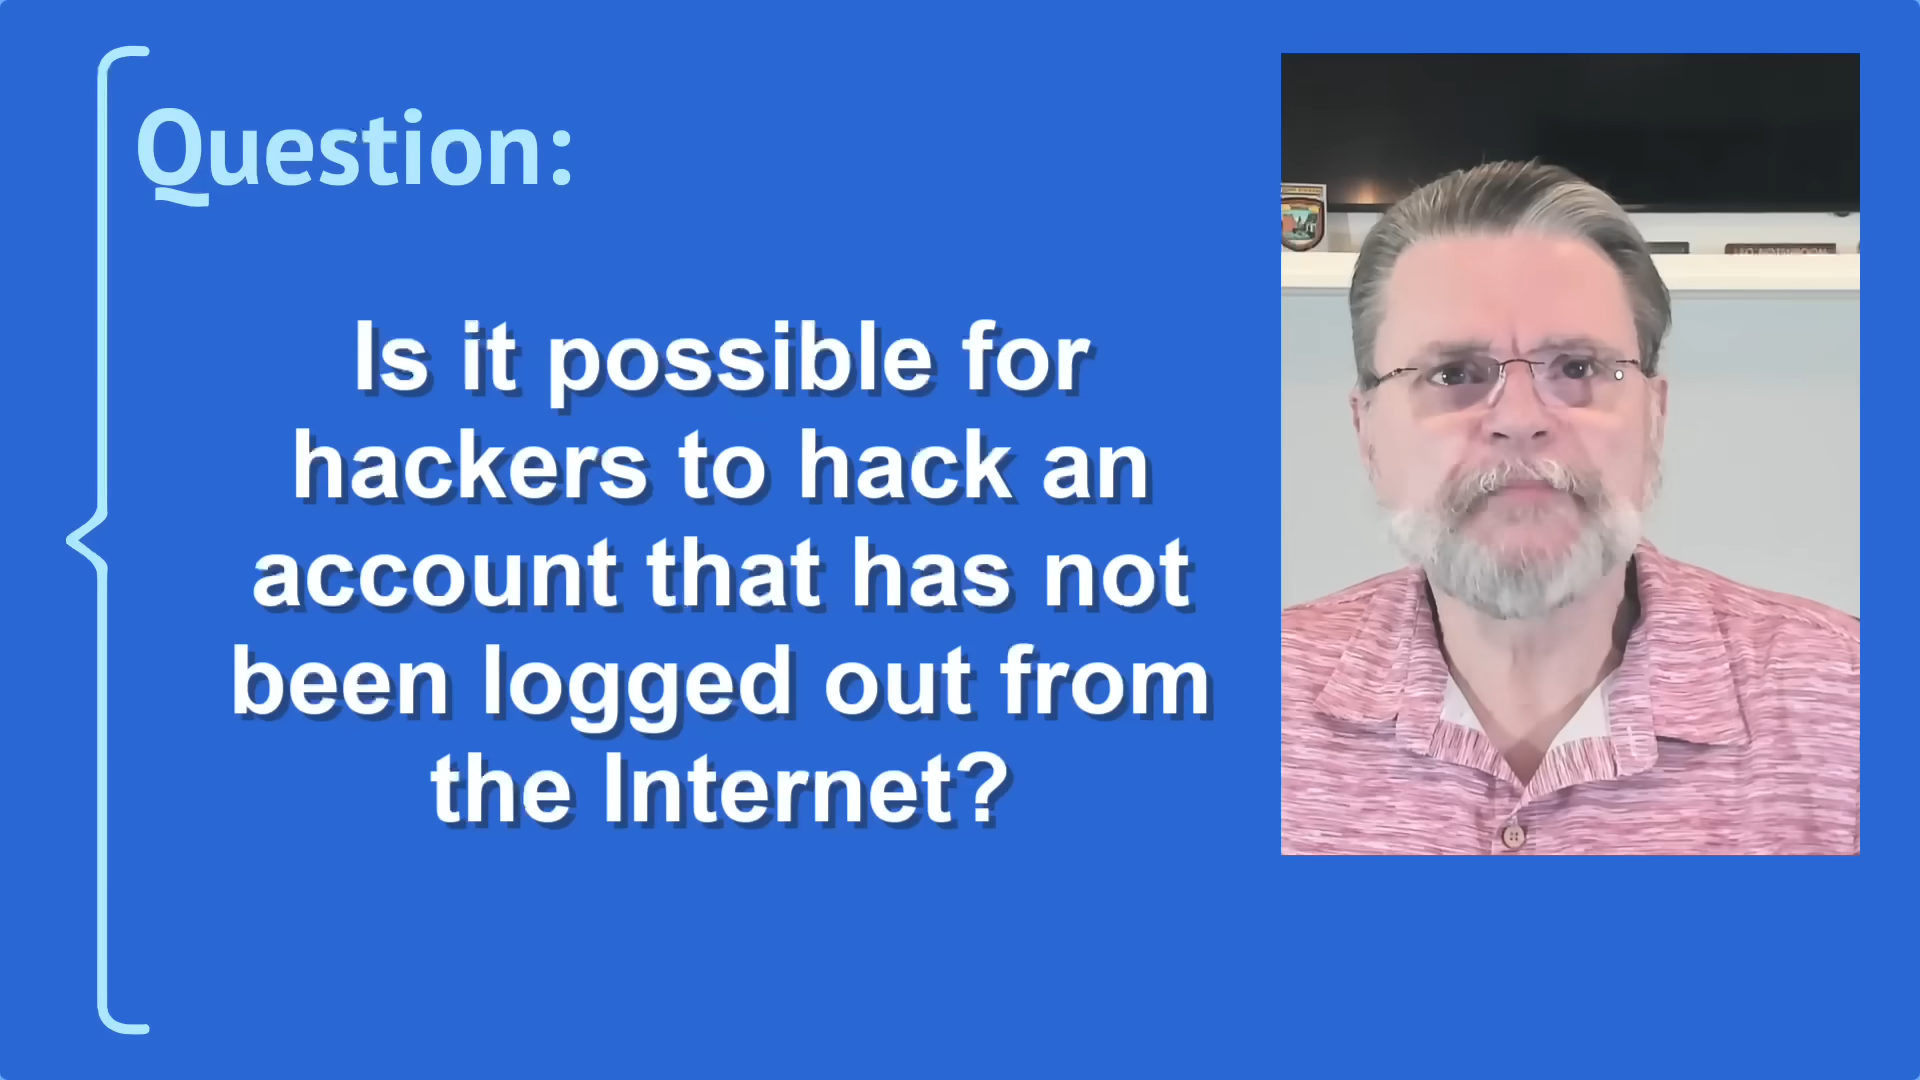 Question:
Is it possible for
hackers to hack an
account that has not
been logged out from
the Internet?